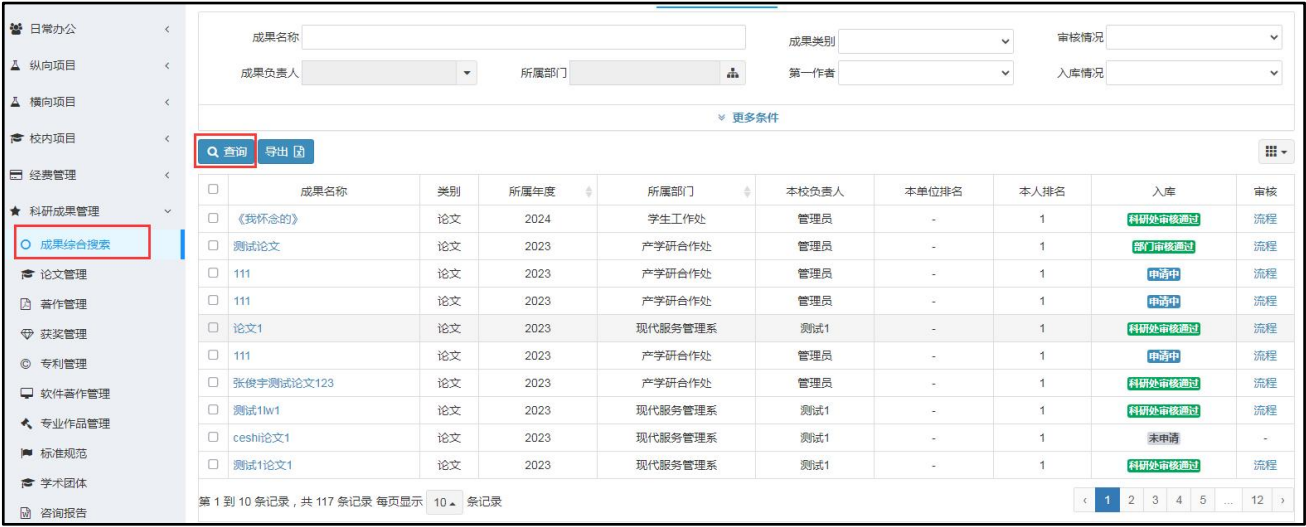 日常办公
纵向项目
横向项目
校内项目
经费管理
科研成果管理
成果综合搜索
论文管理
著作管理
获奖管理
专利管理
软件著作管理
专业作品管理
标准规范
学术团体
咨询报告
成果名称 成果类别 审核情况
成果负责人 所属部门 第一作者 入库情况
更多条件
查询 导出
成果名称 类别 所属年度 所属部门 本校负责人 本单位排名 本人排名 入库 审核
《我怀念的》 论文 2024 学生工作处 管理员 - 1 科研处审核通过 流程
测试论文 论文 2023 产学研合作处 管理员 - 1 部门审核通过 流程
111 论文 2023 产学研合作处 管理员 - 1 申请中 流程
111 论文 2023 产学研合作处 管理员 - 1 申请中 流程
论文1 论文 2023 现代服务管理系 测试1 - 1 科研处审核通过 流程
111 论文 2023 产学研合作处 管理员 - 1 申请中 流程
张俊宇测试论文123 论文 2023 产学研合作处 管理员 - 1 科研处审核通过 流程
测试1lw1 论文 2023 现代服务管理系 测试1 - 1 科研处审核通过 流程
ceshi论文1 论文 2023 现代服务管理系 测试1 - 1 未申请 -
测试1论文1 论文 2023 现代服务管理系 测试1 - 1 科研处审核通过 流程
第 1 到 10 条记录，共 117 条记录 每页显示 10 条记录 ‹ 1 2 3 4 5 ... 12 ›